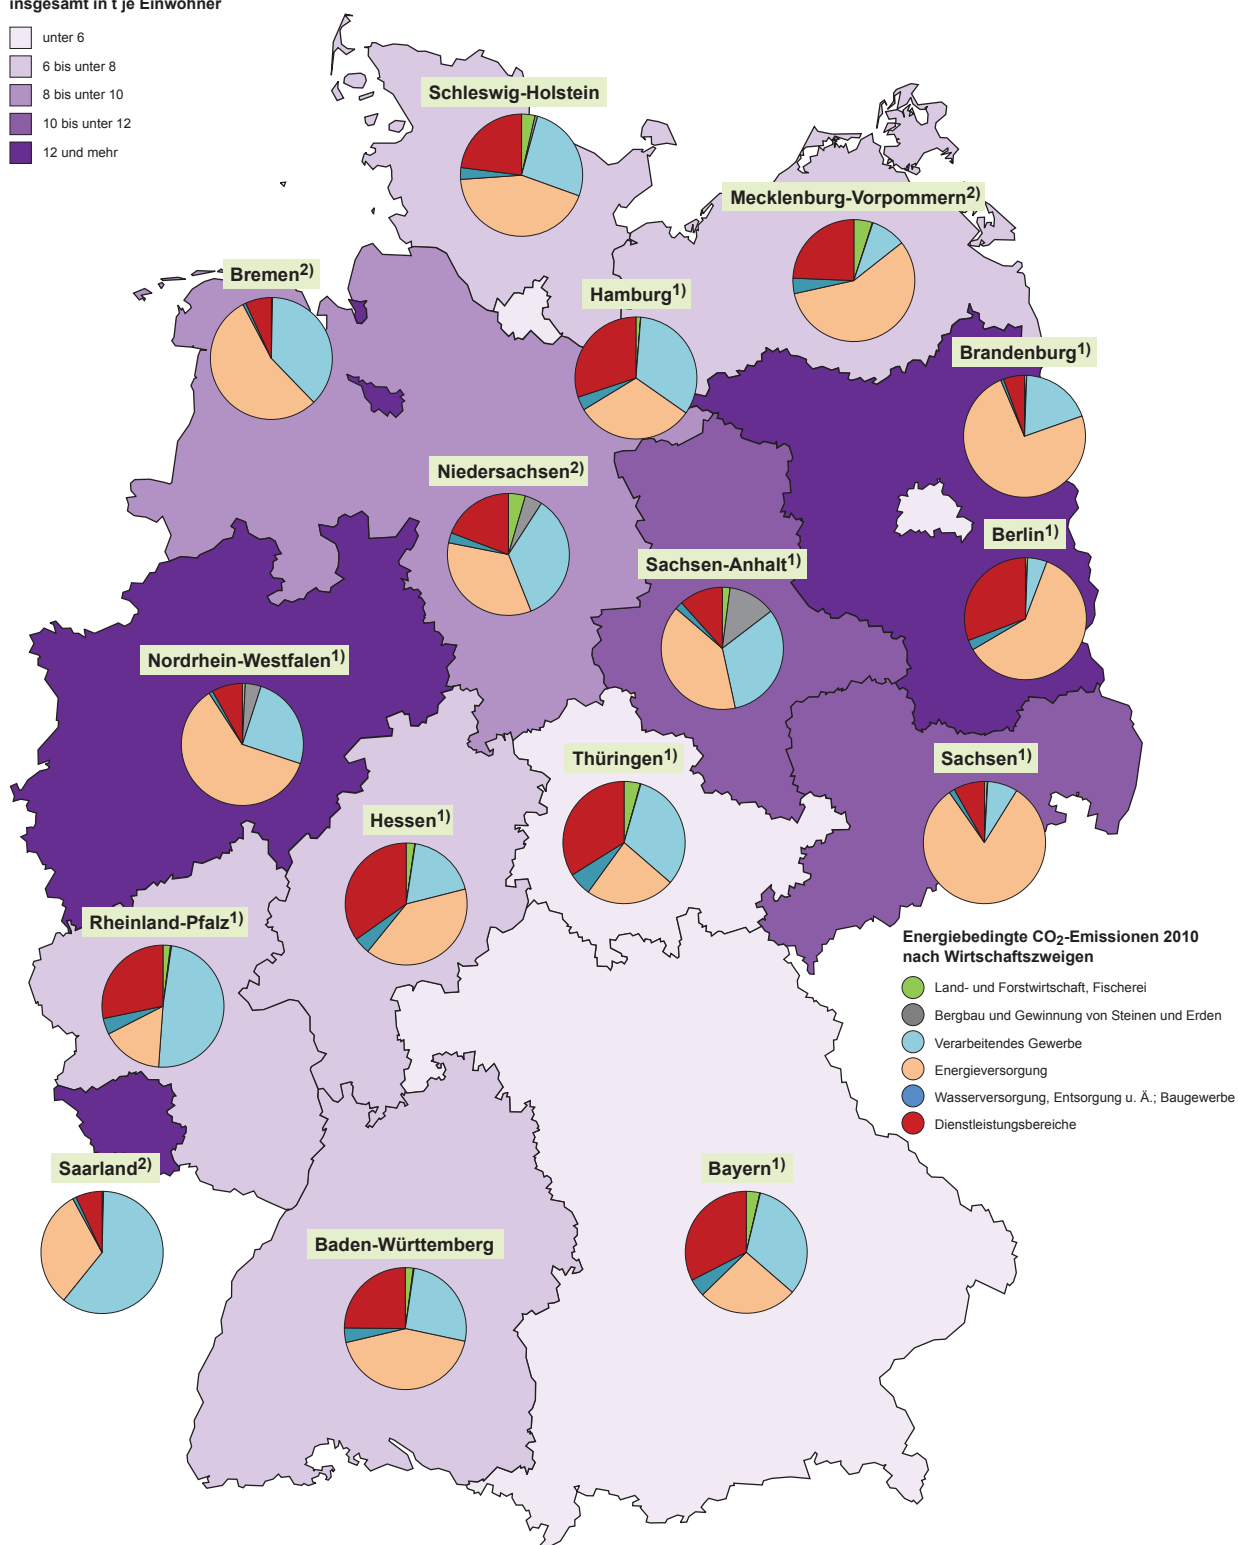 insgesamt in t je Einwohner
unter 6
6 bis unter 8
8 bis unter 10
10 bis unter 12
12 und mehr
Schleswig-Holstein
Mecklenburg-Vorpommern2)
Bremen2)
Hamburg1)
Brandenburg1)
Niedersachsen2)
Berlin1)
Sachsen-Anhalt1)
Nordrhein-Westfalen1)
Thüringen1)
Sachsen1)
Hessen1)
Rheinland-Pfalz1)
Energiebedingte CO2-Emissionen 2010
nach Wirtschaftszweigen
Land- und Forstwirtschaft, Fischerei
Bergbau und Gewinnung von Steinen und Erden
Verarbeitendes Gewerbe
Energieversorgung
Wasserversorgung, Entsorgung u. Ä.; Baugewerbe
Dienstleistungsbereiche
Saarland2)
Bayern1)
Baden-Württemberg